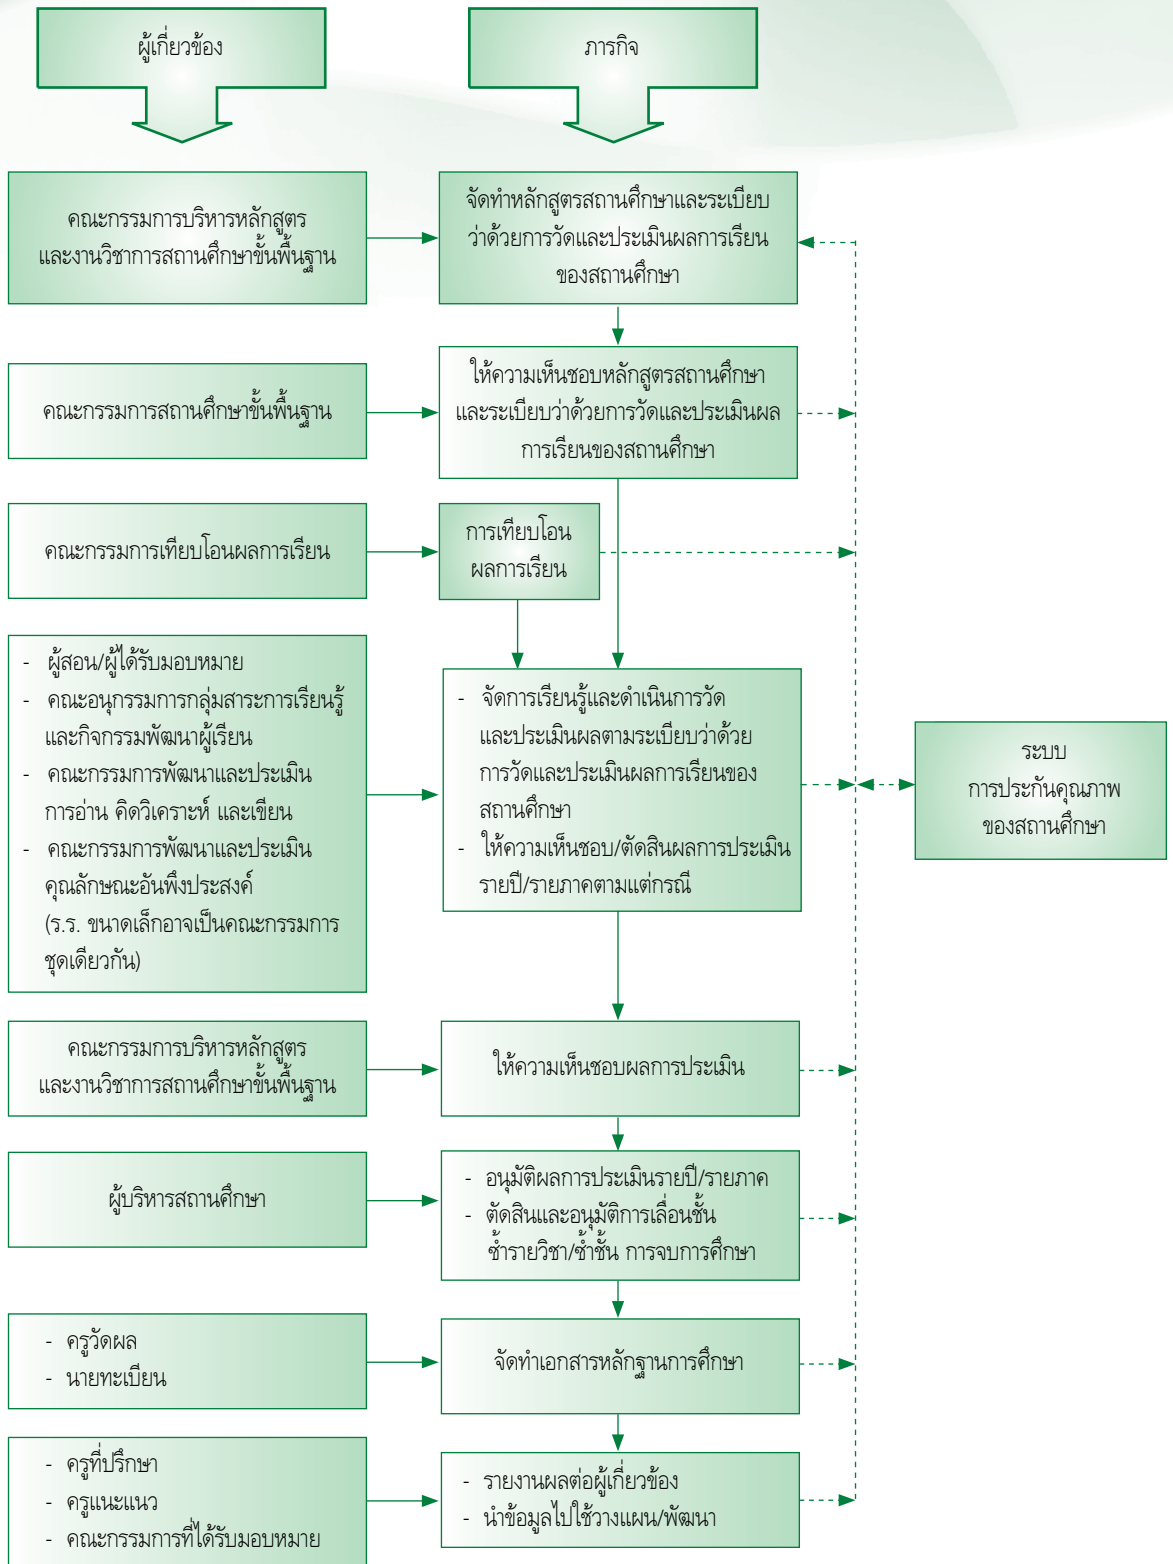 ผู้เกี่ยวข้อง
ภารกิจ
คณะกรรมการบริหารหลักสูตร
และงานวิชาการสถานศึกษาขั้นพื้นฐาน
จัดทำหลักสูตรสถานศึกษาและระเบียบ
ว่าด้วยการวัดและประเมินผลการเรียน
ของสถานศึกษา
คณะกรรมการสถานศึกษาขั้นพื้นฐาน
ให้ความเห็นชอบหลักสูตรสถานศึกษา
และระเบียบว่าด้วยการวัดและประเมินผล
การเรียนของสถานศึกษา
คณะกรรมการเทียบโอนผลการเรียน
การเทียบโอน
ผลการเรียน
- ผู้สอน/ผู้ได้รับมอบหมาย
- คณะอนุกรรมการกลุ่มสาระการเรียนรู้
และกิจกรรมพัฒนาผู้เรียน
- คณะกรรมการพัฒนาและประเมิน
การอ่าน คิดวิเคราะห์ และเขียน
- คณะกรรมการพัฒนาและประเมิน
คุณลักษณะอันพึงประสงค์
(ร.ร. ขนาดเล็กอาจเป็นคณะกรรมการ
ชุดเดียวกัน)
- จัดการเรียนรู้และดำเนินการวัด
และประเมินผลตามระเบียบว่าด้วย
การวัดและประเมินผลการเรียนของ
สถานศึกษา
- ให้ความเห็นชอบ/ตัดสินผลการประเมิน
รายปี/รายภาคตามแต่กรณี
ระบบ
การประกันคุณภาพ
ของสถานศึกษา
คณะกรรมการบริหารหลักสูตร
และงานวิชาการสถานศึกษาขั้นพื้นฐาน
ให้ความเห็นชอบผลการประเมิน
ผู้บริหารสถานศึกษา
- อนุมัติผลการประเมินรายปี/รายภาค
- ตัดสินและอนุมัติการเลื่อนชั้น
ซ้ำรายวิชา/ซ้ำชั้น การจบการศึกษา
- ครูวัดผล
- นายทะเบียน
จัดทำเอกสารหลักฐานการศึกษา
- ครูที่ปรึกษา
- ครูแนะแนว
- คณะกรรมการที่ได้รับมอบหมาย
- รายงานผลต่อผู้เกี่ยวข้อง
- นำข้อมูลไปใช้วางแผน/พัฒนา